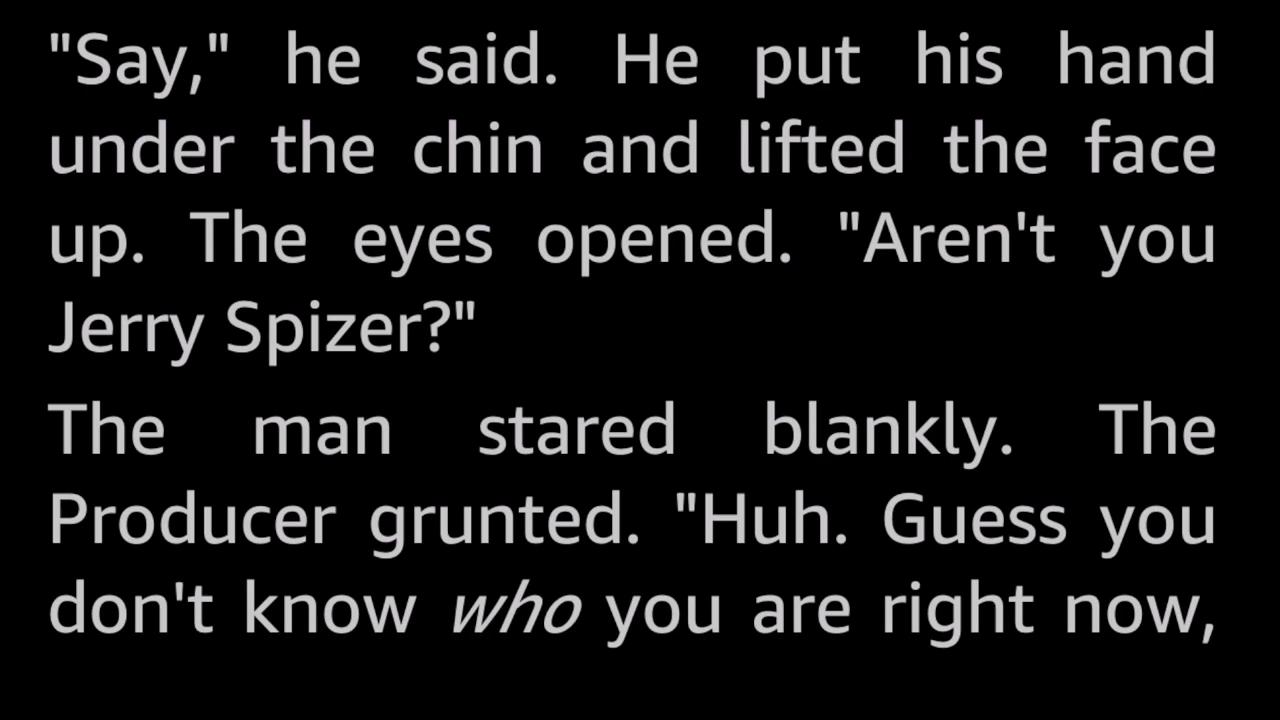 "Say," he said. He put his hand
under the chin and lifted the face
up. The eyes opened. "Aren't you
Jerry Spizer?"
The man stared blankly. The
Producer grunted. "Huh. Guess you
don't know who you are right now,